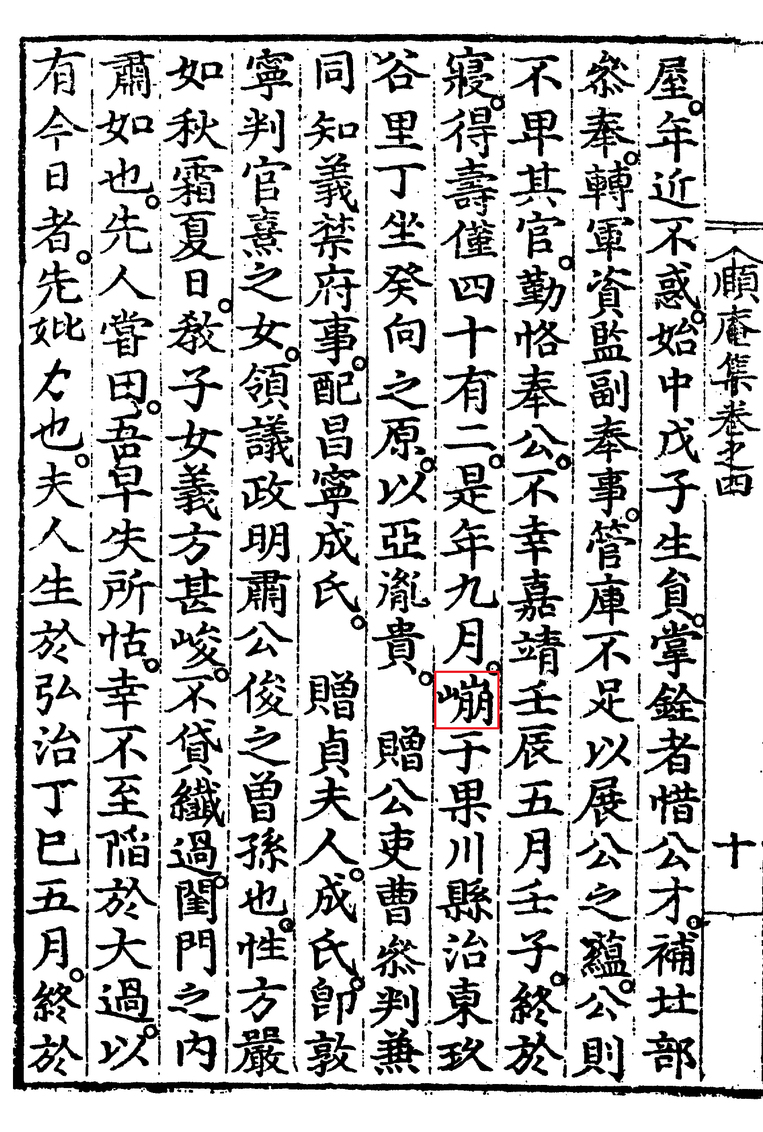 頤庵集卷之四 十
屋年近不惑始中戊子生負掌銓者惜公才補北部
叅奉轉軍資監副奉事管庫不足以展公之蘊公則
不卑其官勤恪奉公不幸嘉靖壬辰五月壬子終於
寢得壽僅四十有二是年九月 于果川縣治東玖
谷里丁坐癸向之原以亞胤貴 贈公吏曹叅判兼
同知義禁府事配昌寧成氏 贈貞夫人成氏卽敦
寧判官熹之女領議政明肅公俊之曾孫也性方嚴
如秋霜夏日敎子女義方甚峻不貸纖過閨門之內
肅如也先人嘗曰吾早失所怙幸不至陷於大過以
有今日者先妣力也夫人生於弘治丁巳五月終於